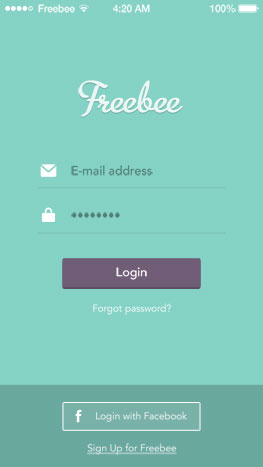 Freebee 4:20 AM 100%
Freebee
E-mail address
Login
Forgot password?
f Login with Facebook
Sign Up for Freebee